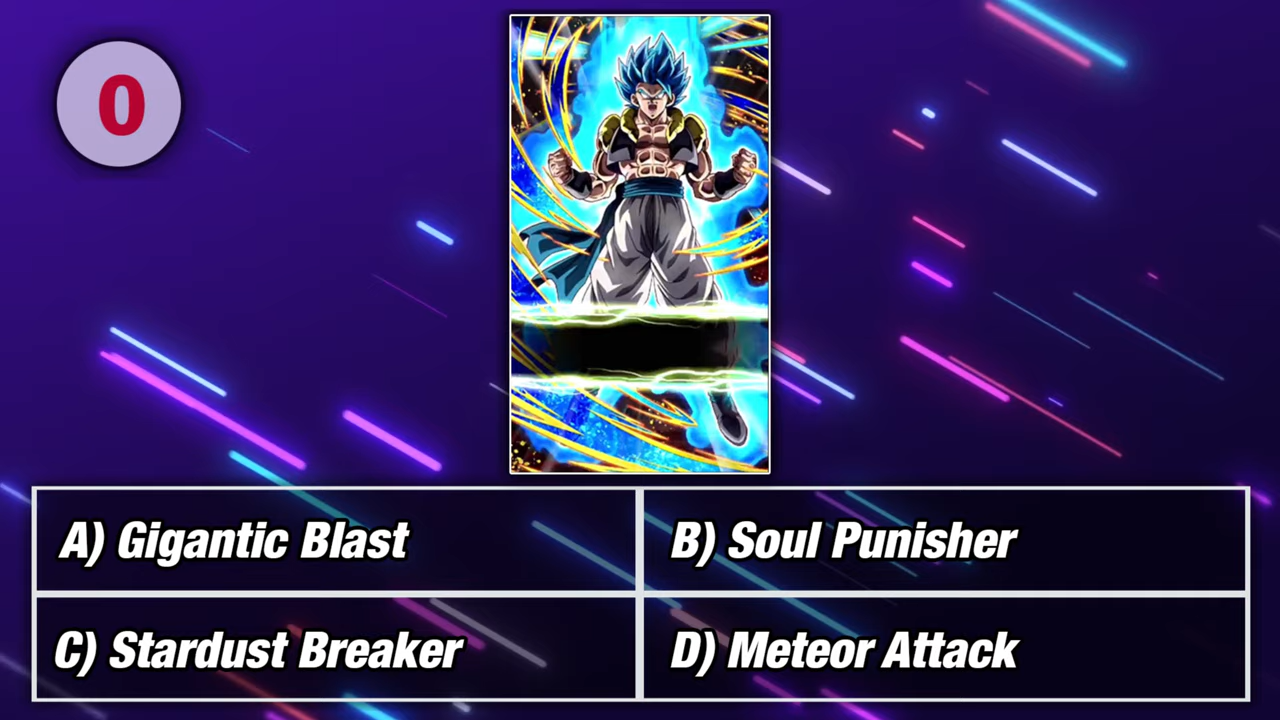 0
A) Gigantic Blast
B) Soul Punisher
C) Stardust Breaker
D) Meteor Attack